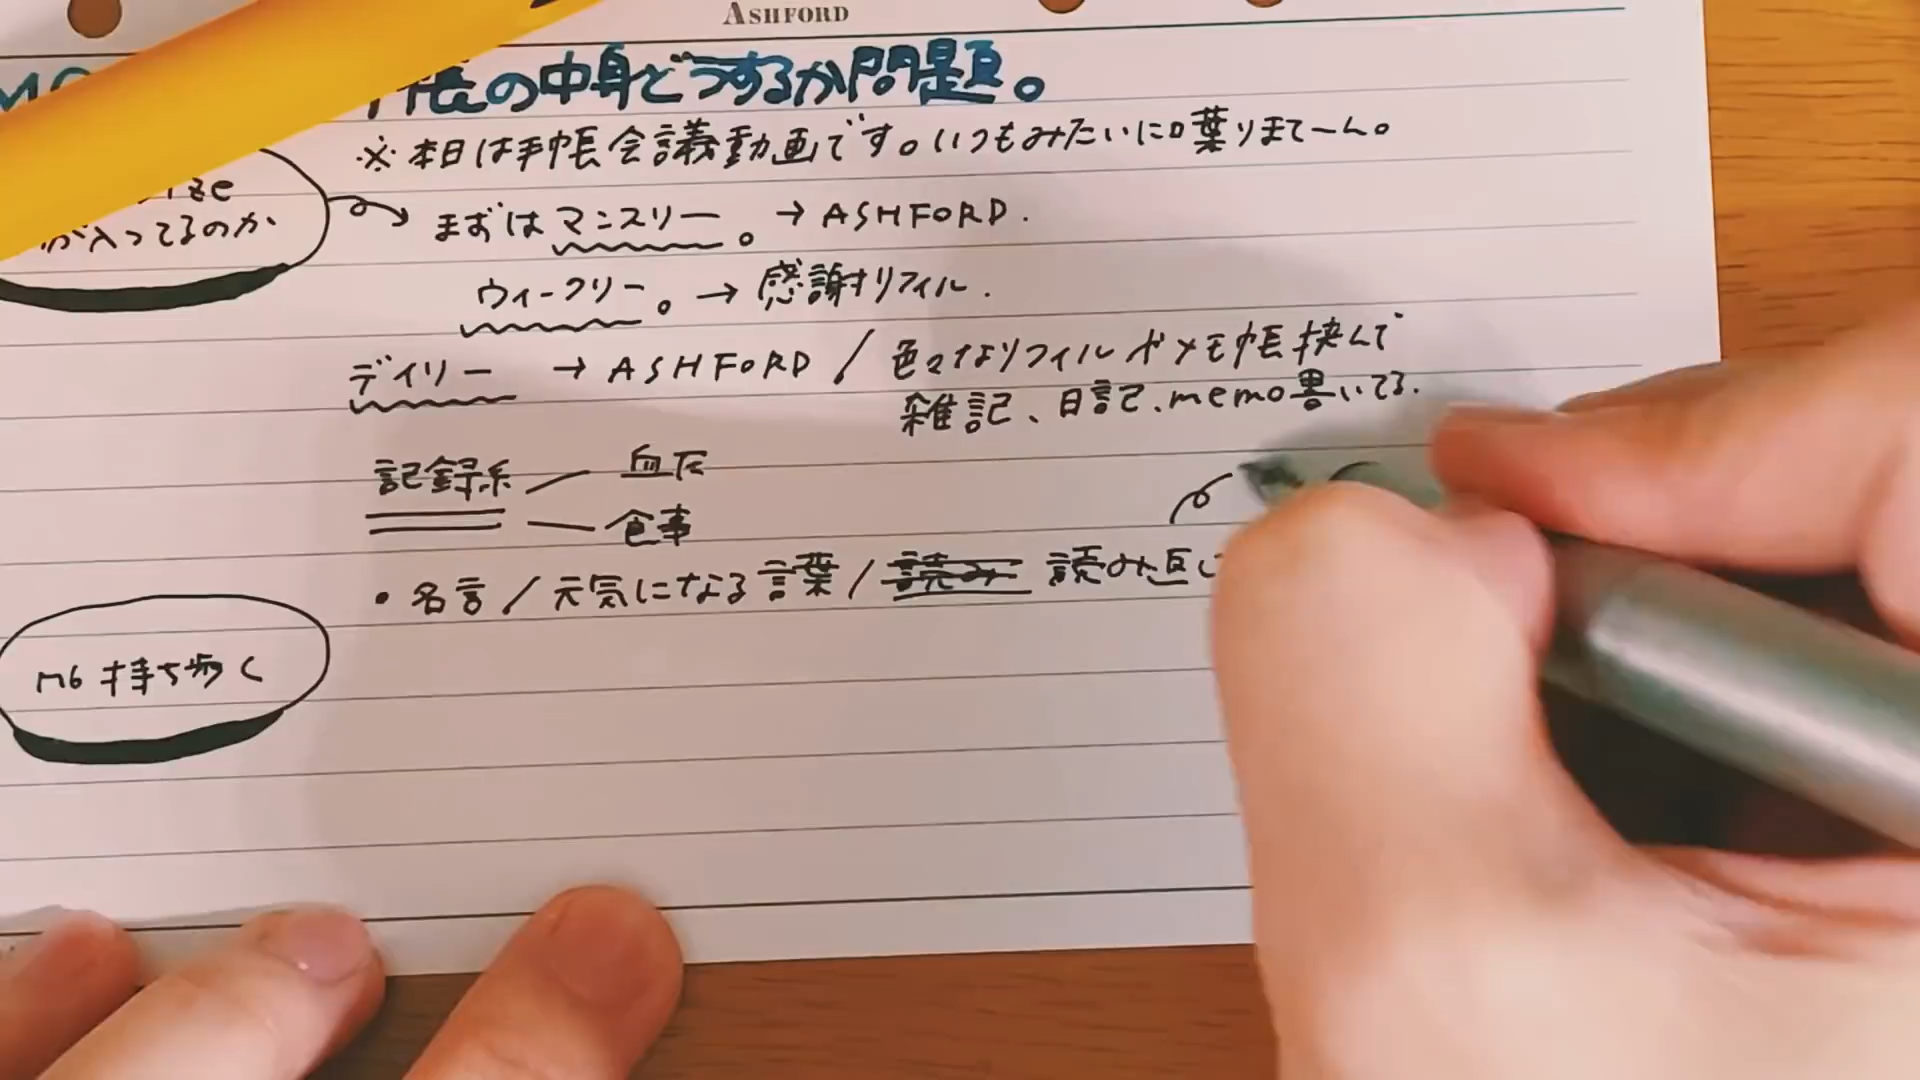 ASHFORD
手帳の中身どうするか問題。
※本日は手帳会議動画です。いつもみたいに喋りませーん。
ize
が入ってるのか
まずはマンスリー。→ ASHFORD.
ウィークリー。→ 感謝リフィル.
デイリー → ASHFORD / 色々なリフィルやメモ帳挟んで
雑記、日記、memo書いてる.
記録系 血圧
食事
・名言/元気になる言葉/読み 読み返し
M6 持ち歩く